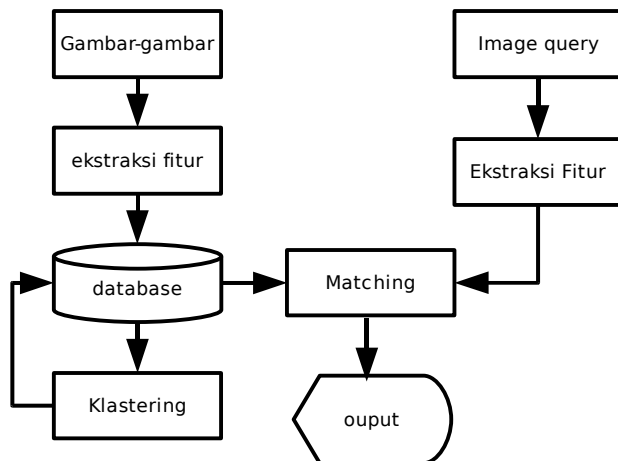 Gambar-gambar
Image query
ekstraksi fitur
Ekstraksi Fitur
database
Matching
Klastering
ouput